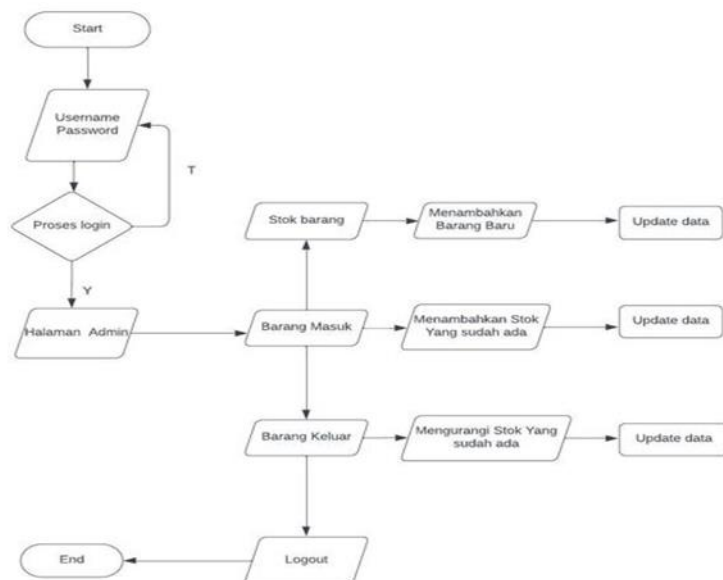 Start
Username
Password
T
Proses login
Y
Halaman Admin
Stok barang
Menambahkan
Barang Baru
Update data
Barang Masuk
Menambahkan Stok
Yang sudah ada
Update data
Barang Keluar
Mengurangi Stok Yang
sudah ada
Update data
Logout
End